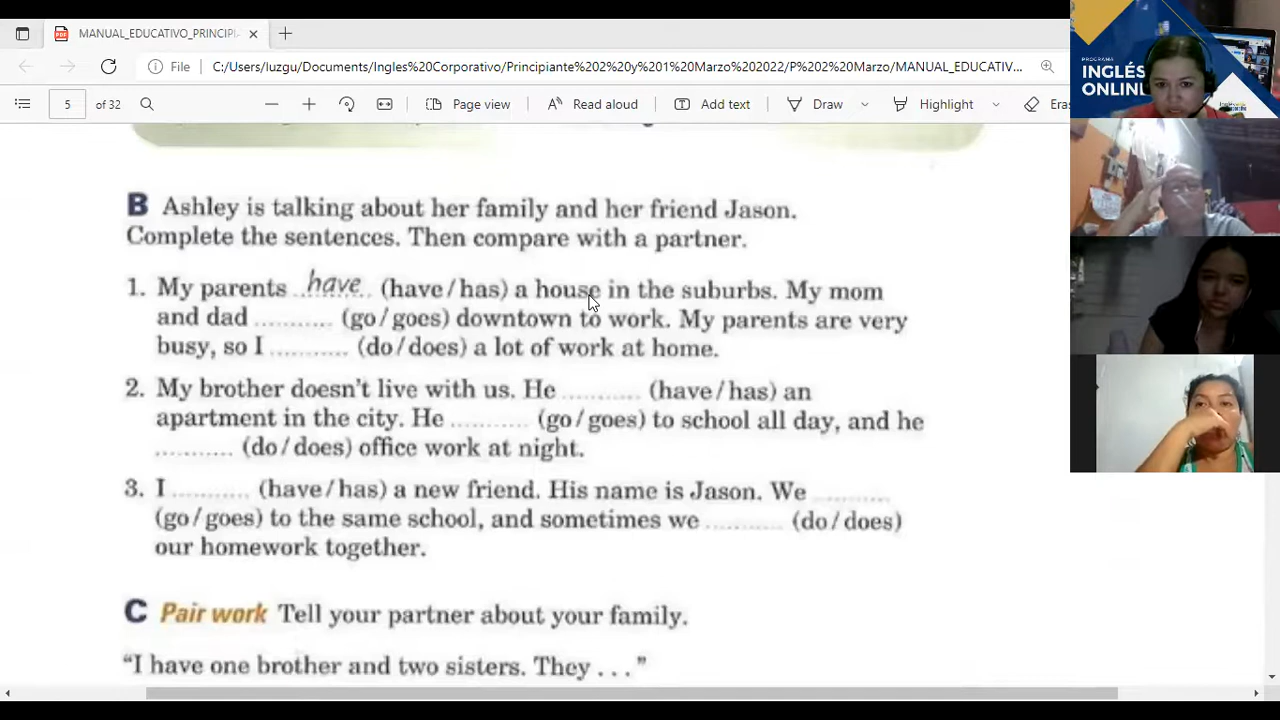 MANUAL_EDUCATIVO_PRINCIPI
5 of 32
File C:/Users/luzgu/Documents/Ingles%20Corporativo/Principiante%202%20y%201%20Marzo%2022/P%202%20Marzo/MANUAL_EDUCATIV...
Page view
Read aloud
Add text
Draw
Highlight
Era
PROGRAMA
INGLÉS
ONLIN
B Ashley is talking about her family and her friend Jason.
Complete the sentences. Then compare with a partner.
1. My parents ...have... (have / has) a house in the suburbs. My mom
and dad ........... (go / goes) downtown to work. My parents are very
busy, so I ........... (do / does) a lot of work at home.
2. My brother doesn't live with us. He ........... (have / has) an
apartment in the city. He ........... (go / goes) to school all day, and he
........... (do / does) office work at night.
3. I ........... (have / has) a new friend. His name is Jason. We ...........
(go / goes) to the same school, and sometimes we ........... (do / does)
our homework together.
C Pair work Tell your partner about your family.
"I have one brother and two sisters. They . . . "